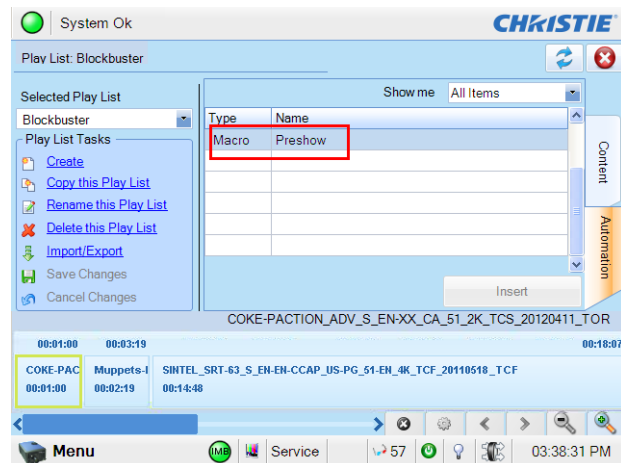 System Ok
CHRISTIE
Play List: Blockbuster
Selected Play List
Show me All Items
Blockbuster
Type Name
Play List Tasks
Macro Preshow
Create
Copy this Play List
Rename this Play List
Delete this Play List
Import/Export
Save Changes
Cancel Changes
Content
Automation
Insert
COKE-PACTION_ADV_S_EN-XX_CA_51_2K_TCS_20120411_TOR
00:01:00 00:03:19 00:18:07
COKE-PAC Muppets-I SINTEL_SRT-63_S_EN-EN-CCAP_US-PG_51-EN_4K_TCF_20110518_TCF
00:01:00 00:02:19 00:14:48
Menu IMB Service 57 03:38:31 PM